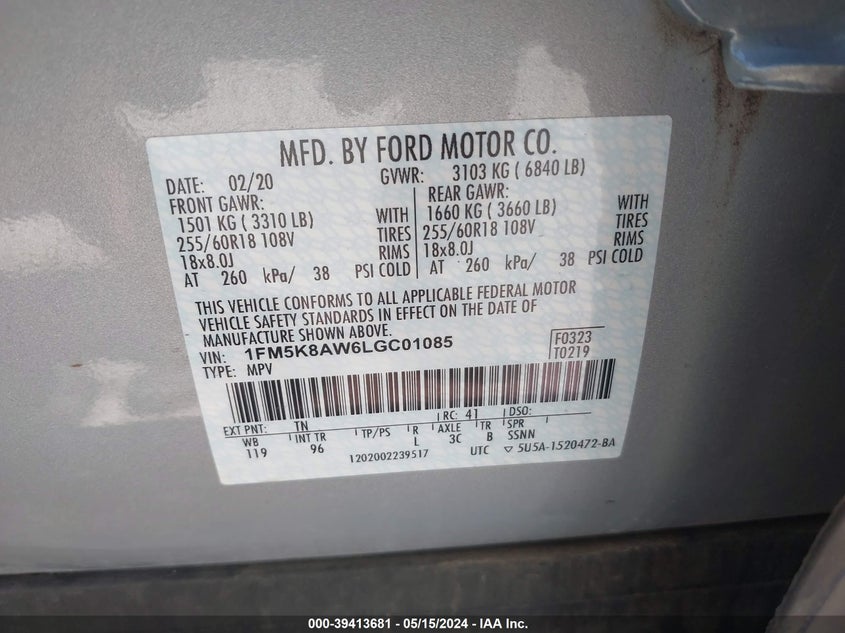 MFD. BY FORD MOTOR CO.
DATE: 02/20 GVWR: 3103 KG ( 6840 LB)
FRONT GAWR: REAR GAWR:
1501 KG ( 3310 LB) WITH 1660 KG ( 3660 LB) WITH
255/60R18 108V TIRES 255/60R18 108V TIRES
18x8.0J RIMS 18x8.0J RIMS
AT 260 kPa/ 38 PSI COLD AT 260 kPa/ 38 PSI COLD
THIS VEHICLE CONFORMS TO ALL APPLICABLE FEDERAL MOTOR
VEHICLE SAFETY STANDARDS IN EFFECT ON THE DATE OF
MANUFACTURE SHOWN ABOVE.
VIN: 1FM5K8AW6LGC01085 F0323
TYPE: MPV T0219
EXT PNT: TN RC: 41 DSO:
WB INT TR TP/PS R AXLE TR SPR
119 96 L 3C B SSNN
1202002239517 UTC ▽ 5U5A-1520472-BA
000-39413681 - 05/15/2024 - IAA Inc.